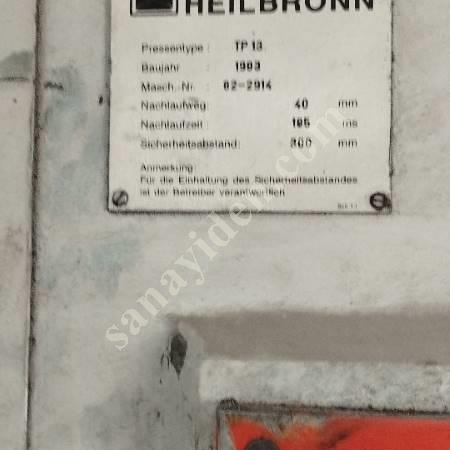 HEILBRONN
Pressentype : TP 13
Baujahr : 1983
Masch.-Nr. : 82-2914
Nachlaufweg: 40 mm
Nachlaufzeit: 185 ms
Sicherheitsabstand: 300 mm
Anmerkung:
Für die Einhaltung des Sicherheitsabstandes
ist der Betreiber verantwortlich
sanayiden.com